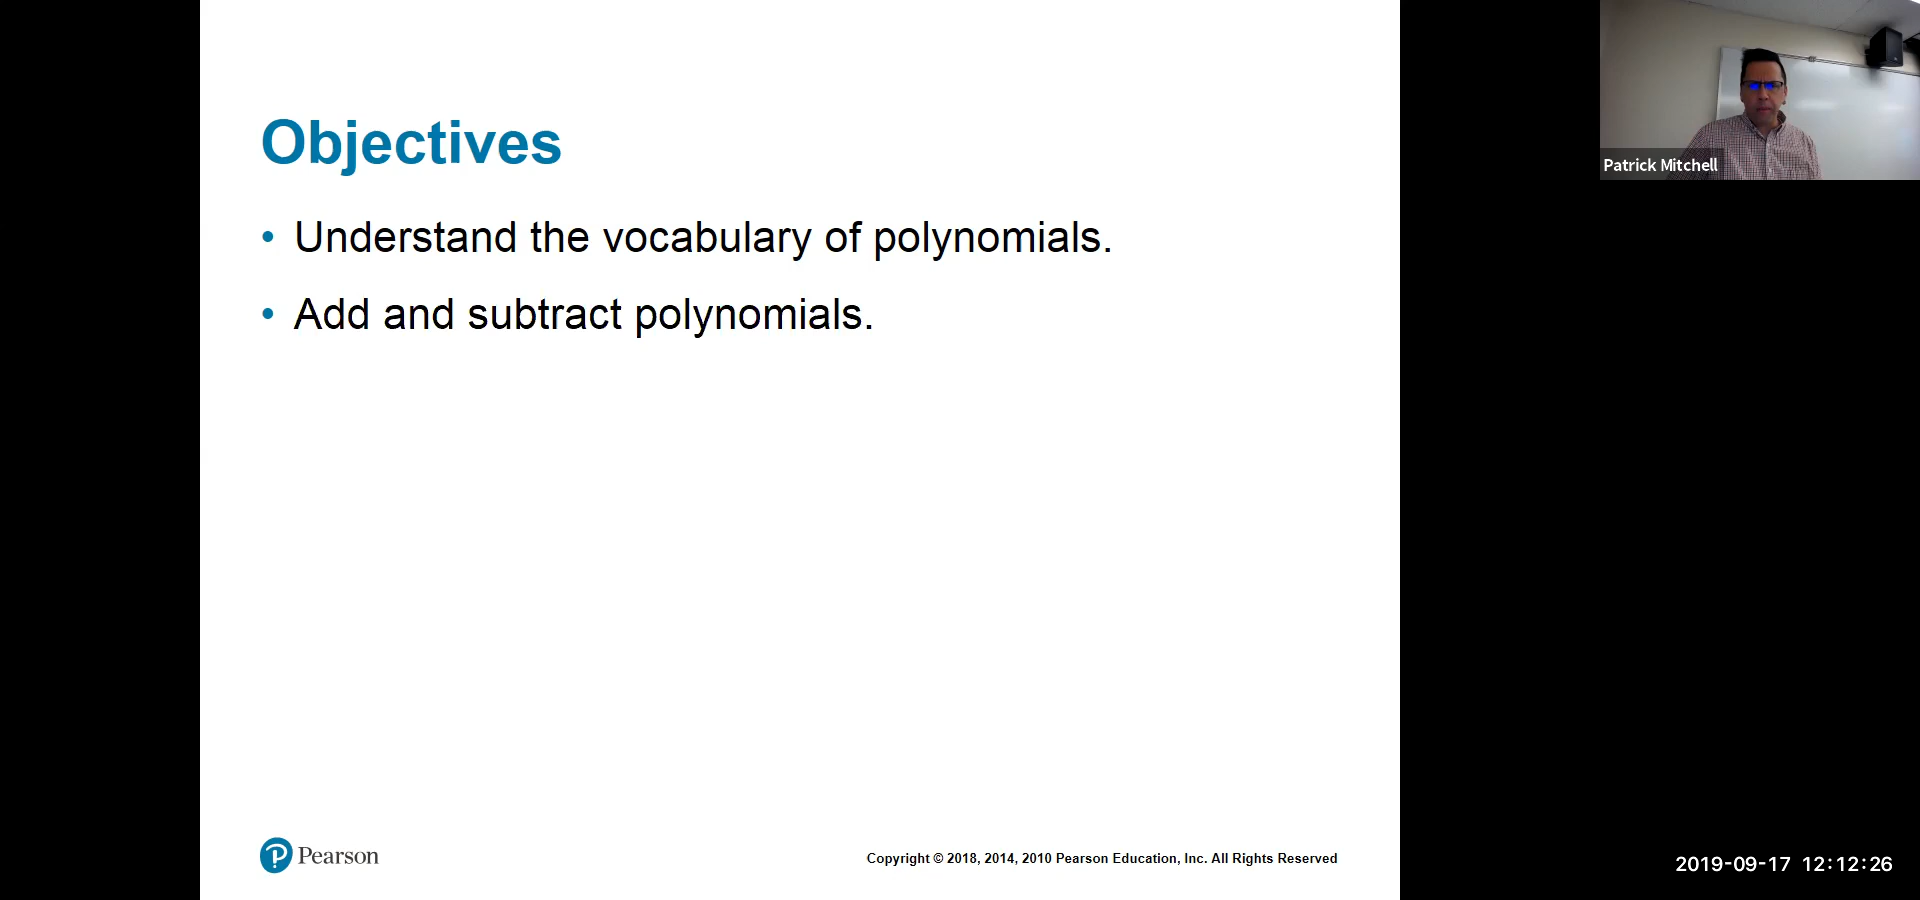 Objectives
• Understand the vocabulary of polynomials.
• Add and subtract polynomials.
Patrick Mitchell
Pearson
Copyright © 2018, 2014, 2010 Pearson Education, Inc. All Rights Reserved
2019-09-17 12:12:26